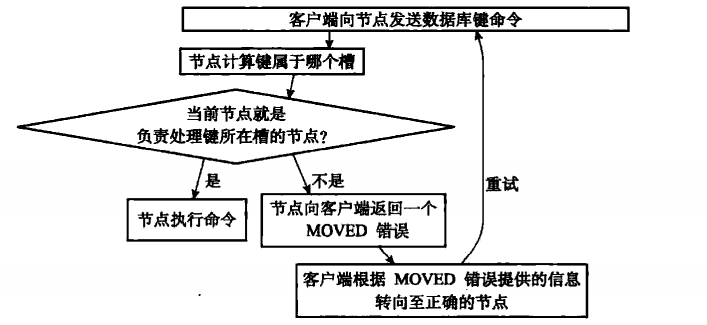 客户端向节点发送数据库键命令
节点计算键属于哪个槽
当前节点就是
负责处理键所在槽的节点?
是
不是
重试
节点执行命令
节点向客户端返回一个
MOVED 错误
客户端根据 MOVED 错误提供的信息
转向至正确的节点